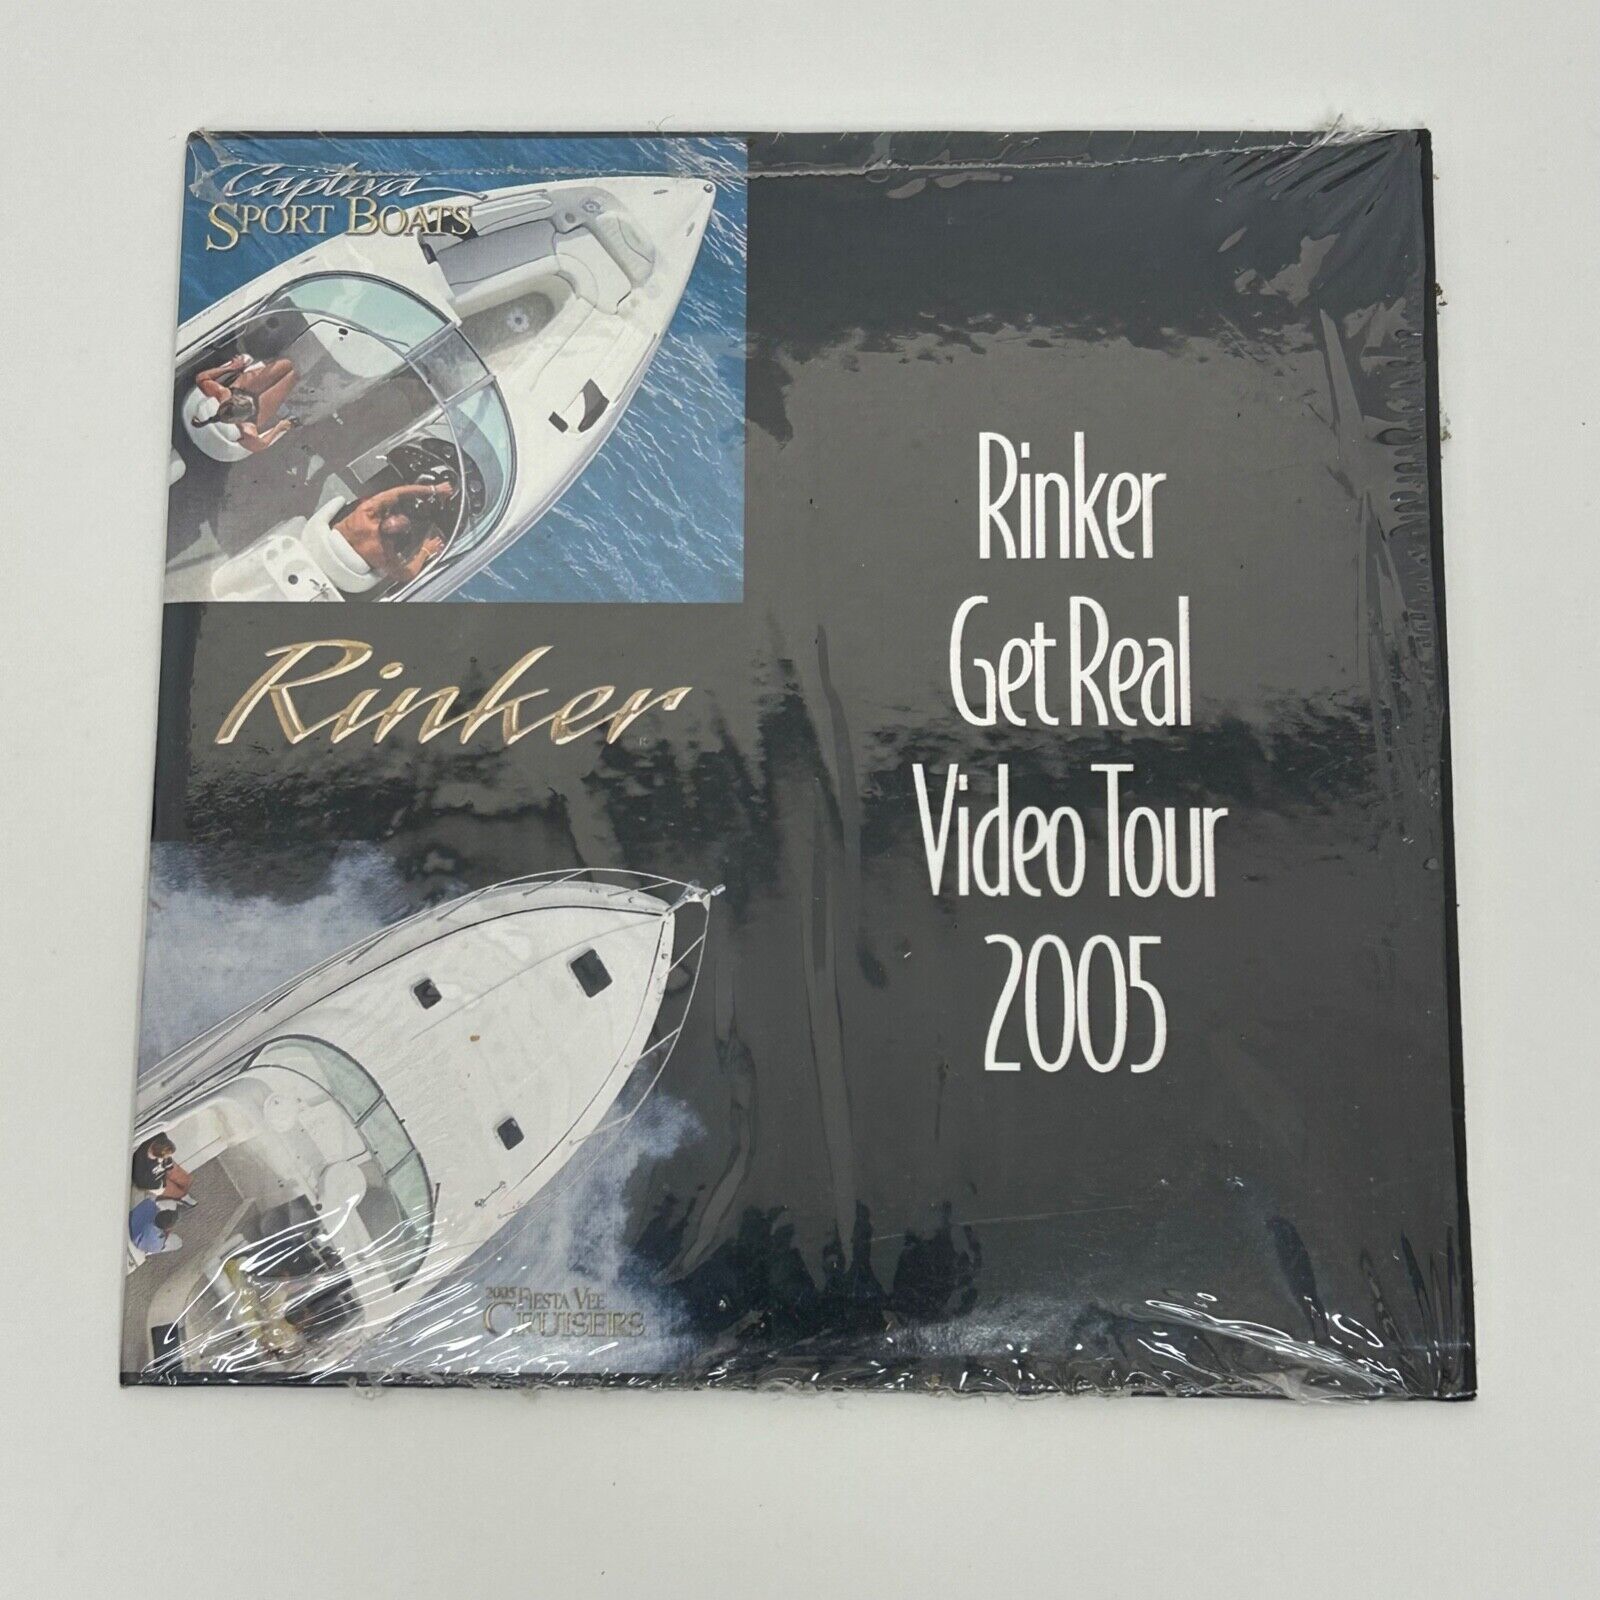 Captiva
SPORT BOATS
Rinker
2005 FIESTA VEE
CRUISERS
Rinker
Get Real
Video Tour
2005